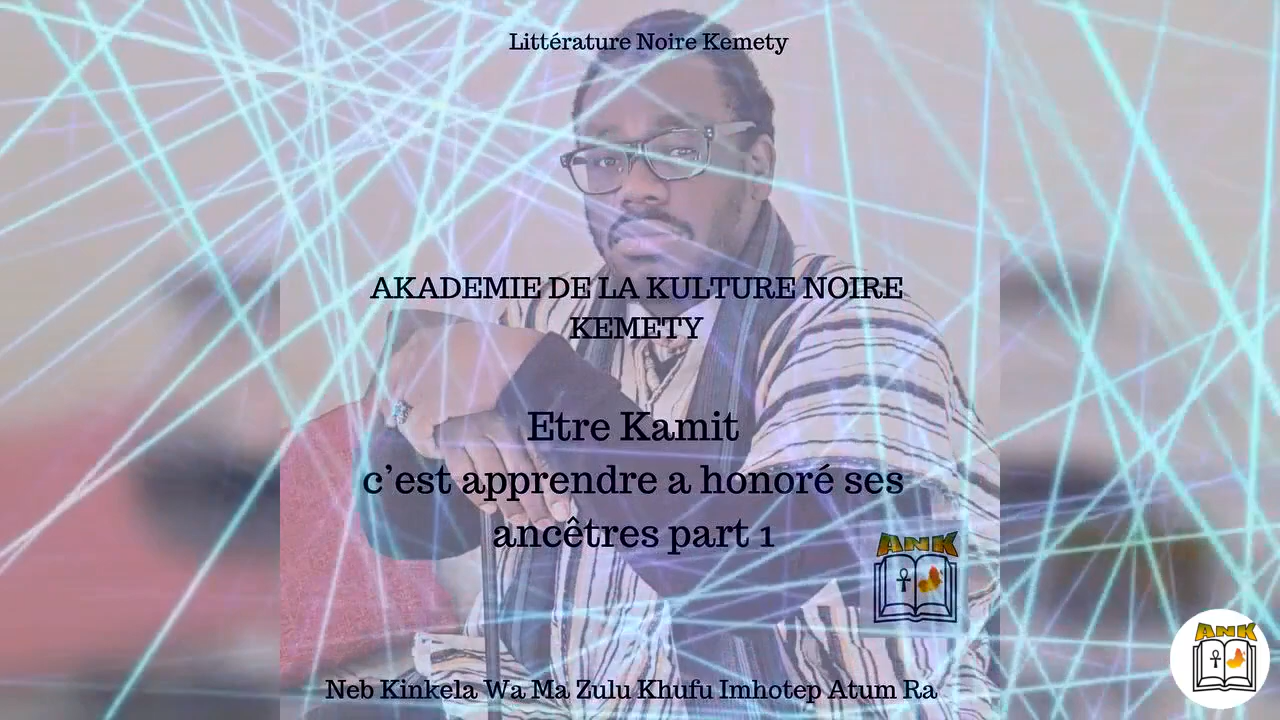 Littérature Noire Kemety
AKADEMIE DE LA KULTURE NOIRE
KEMETY
Etre Kamit
c’est apprendre a honoré ses
ancêtres part 1
ANK
ANK
Neb Kinkela Wa Ma Zulu Khufu Imhotep Atum Ra